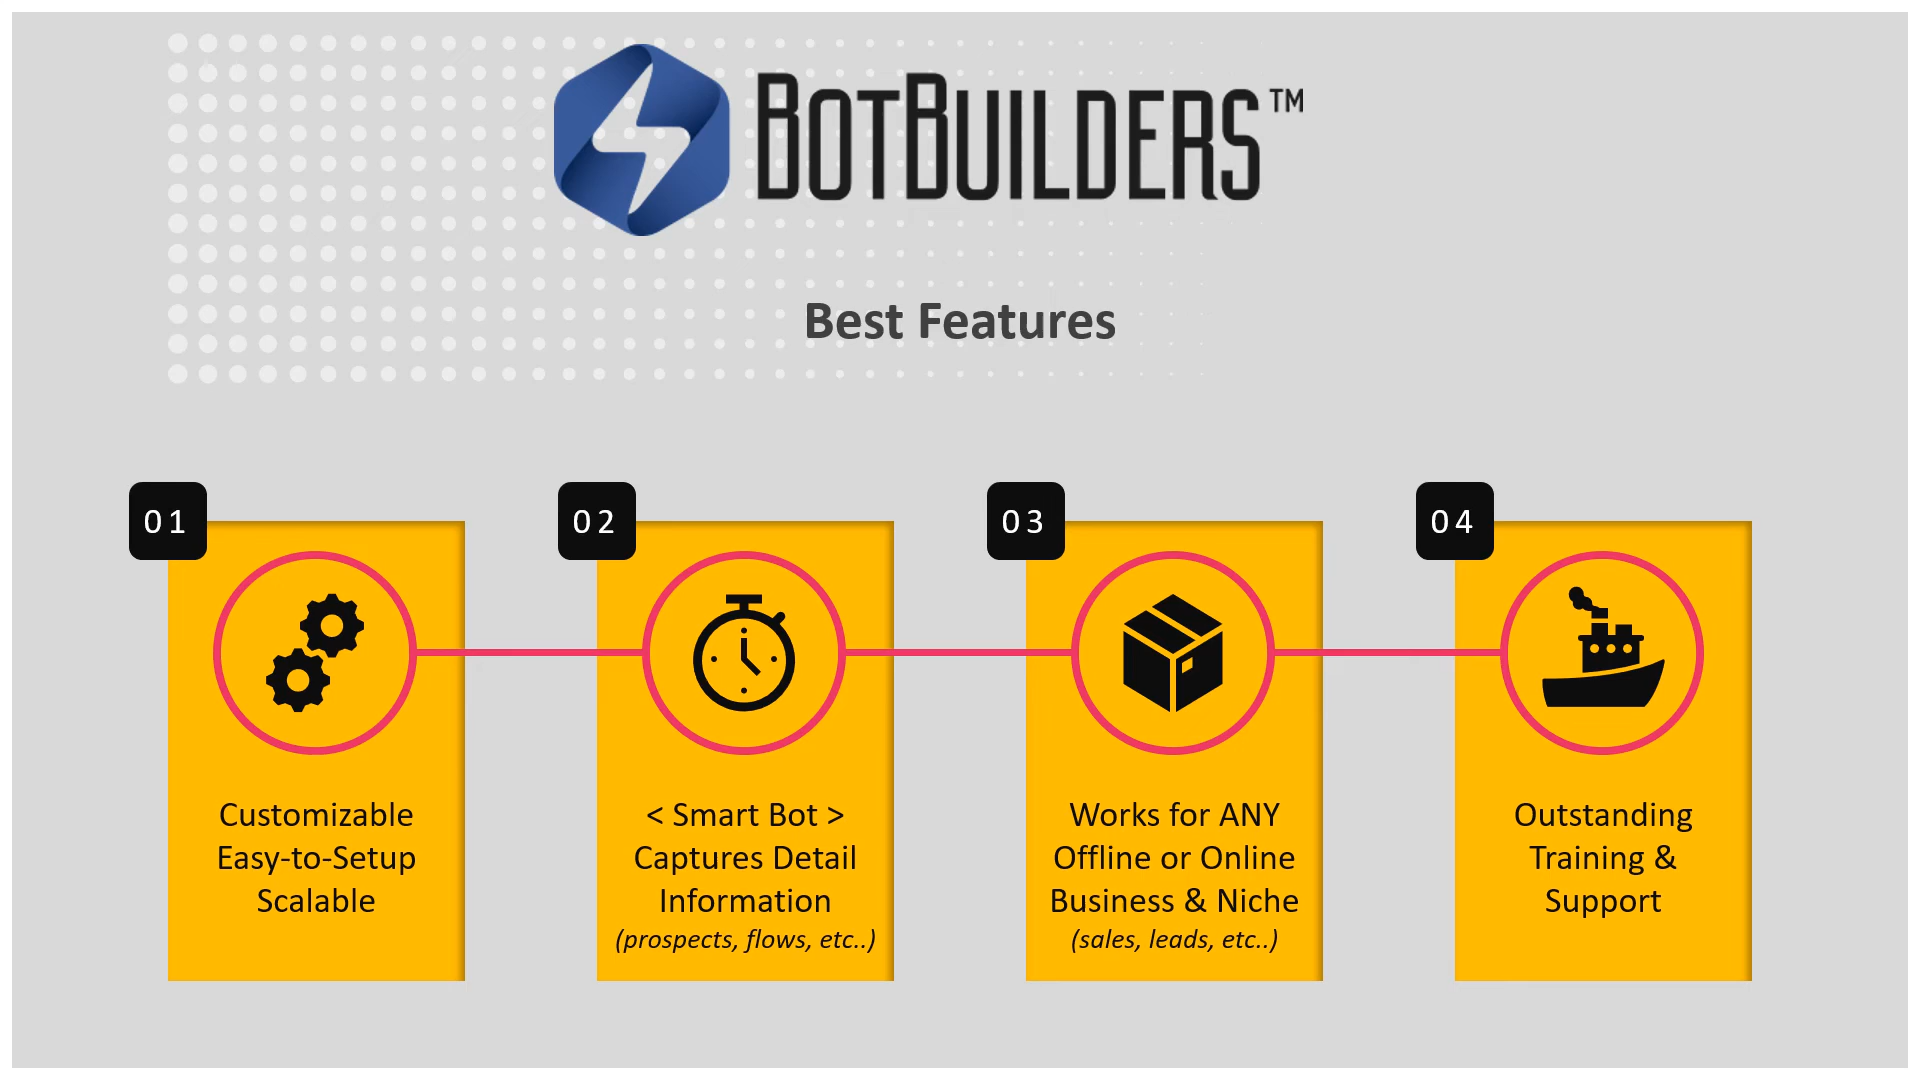 BOTBUILDERS™
Best Features
01
Customizable
Easy-to-Setup
Scalable
02
< Smart Bot >
Captures Detail
Information
(prospects, flows, etc..)
03
Works for ANY
Offline or Online
Business & Niche
(sales, leads, etc..)
04
Outstanding
Training &
Support